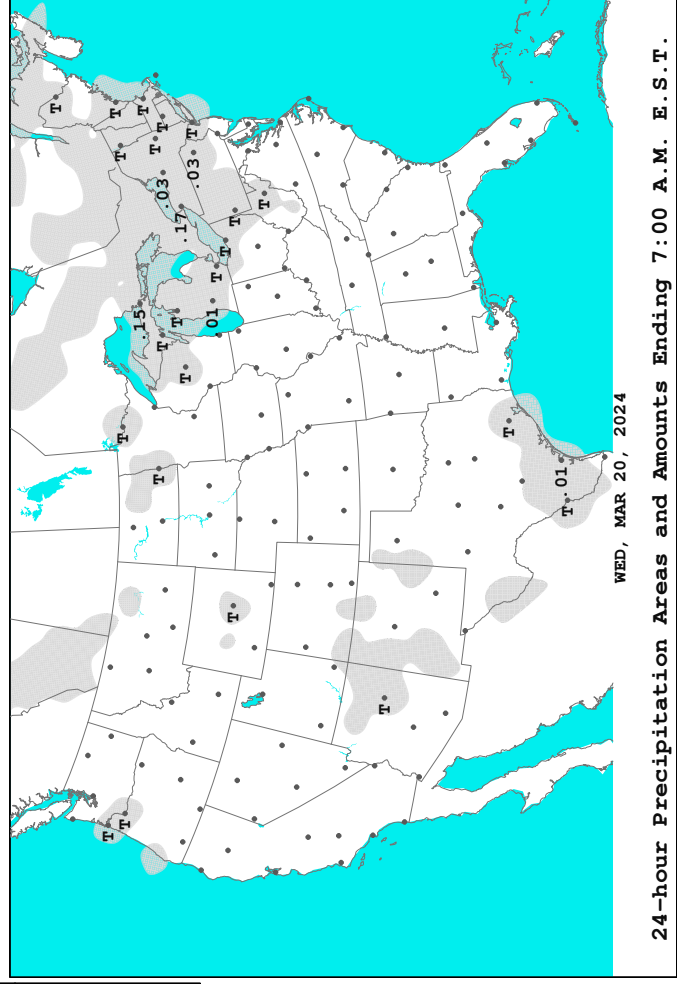 T
T
T
T
T
T
.15
T
T
T
T
T
.03
T
.17
T
T
.03
.01
T
T
T
T
T
T
T
.01
T
WED, MAR 20, 2024
24-hour Precipitation Areas and Amounts Ending 7:00 A.M. E.S.T.